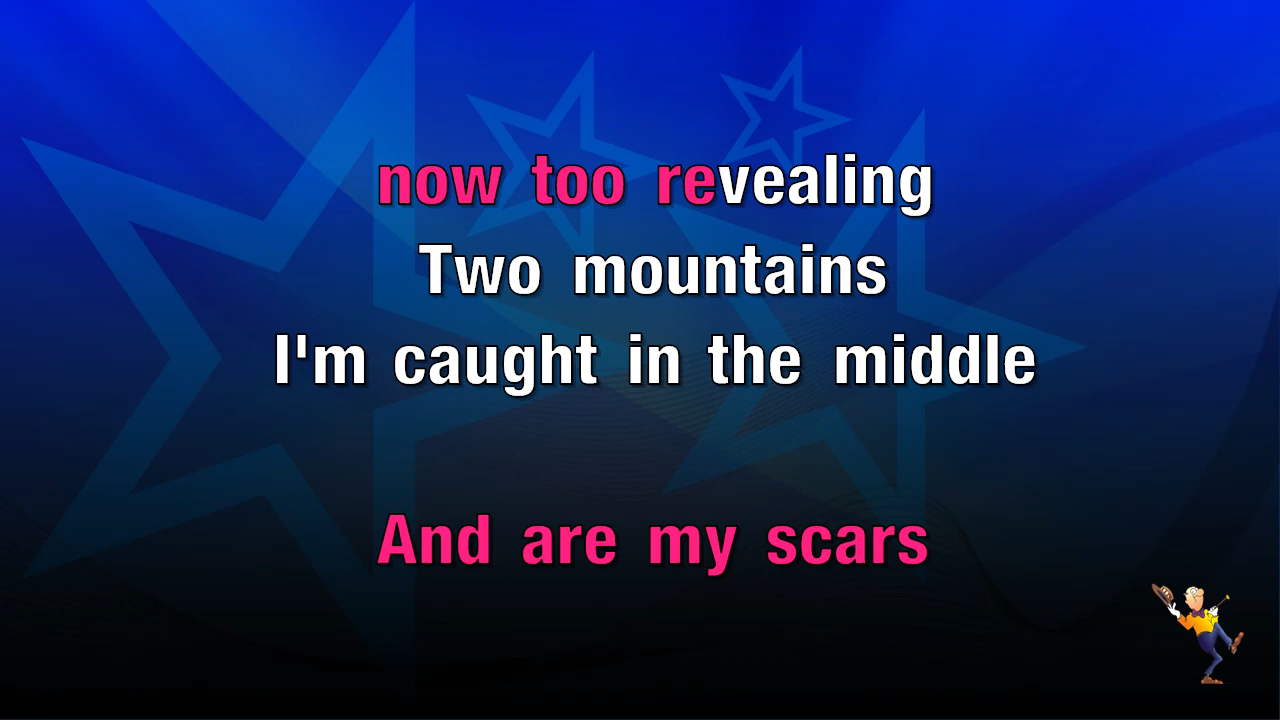 now too revealing
Two mountains
I'm caught in the middle
And are my scars